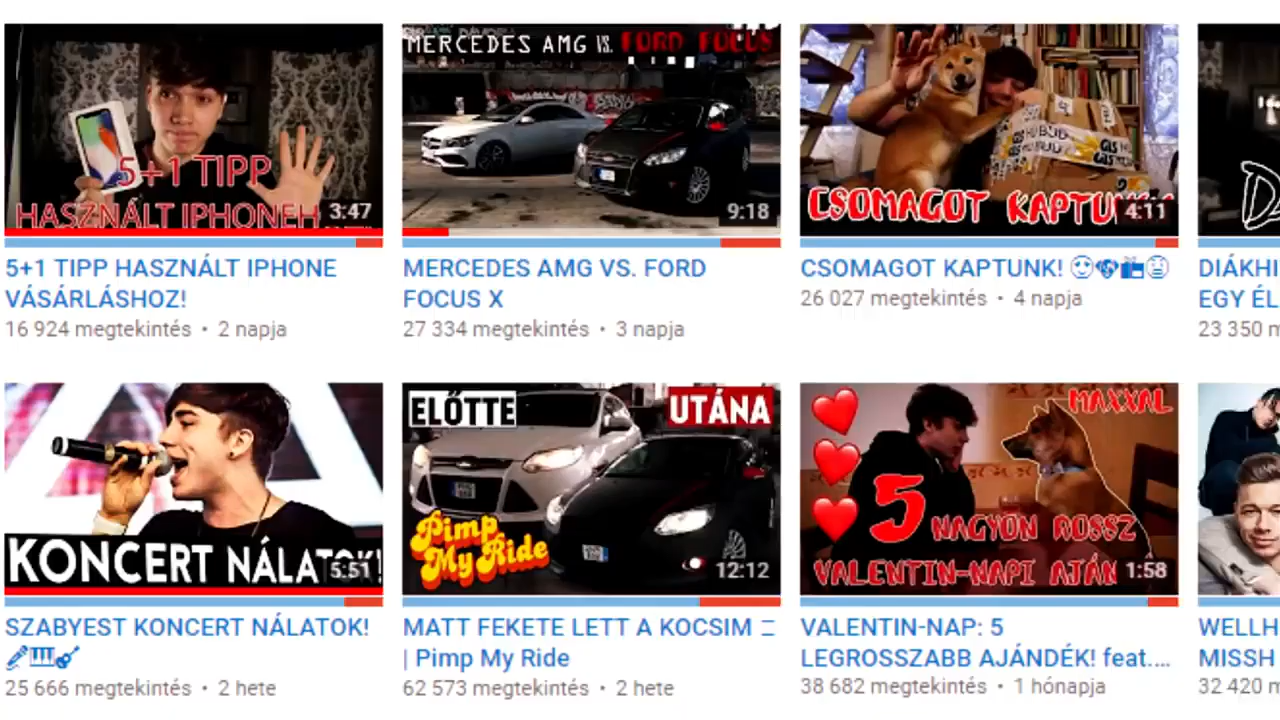 MERCEDES AMG VS. FORD FOCUS
5+1 TIPP
HASZNÁLT IPHONEH
3:47
9:18
CSOMAGOT KAPTU
4:11
5+1 TIPP HASZNÁLT IPHONE
VÁSÁRLÁSHOZ!
16 924 megtekintés • 2 napja
MERCEDES AMG VS. FORD
FOCUS X
27 334 megtekintés • 3 napja
CSOMAGOT KAPTUNK!
26 027 megtekintés • 4 napja
DIÁKHI
EGY ÉL
23 350 m
KONCERT NÁLATOK!
5:51
ELŐTTE
UTÁNA
Pimp
My Ride
12:12
MAXXAL
5 NAGYON ROSSZ
VALENTIN-NAPI AJÁN
1:58
SZABYEST KONCERT NÁLATOK!
25 666 megtekintés • 2 hete
MATT FEKETE LETT A KOCSIM
| Pimp My Ride
62 573 megtekintés • 2 hete
VALENTIN-NAP: 5
LEGROSSZABB AJÁNDÉK! feat....
38 682 megtekintés • 1 hónapja
WELLH
MISSH
32 420 m